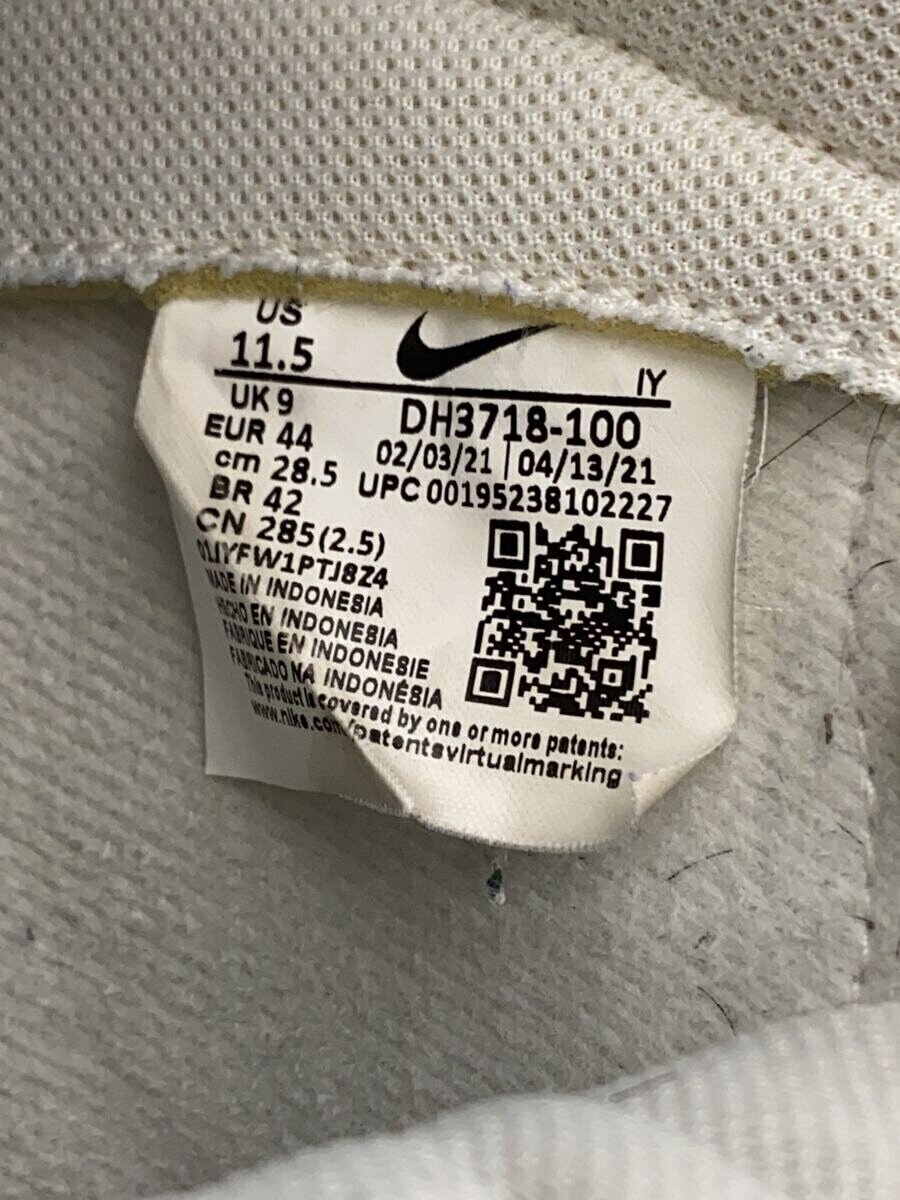 US
11.5
IY
UK 9
EUR 44
cm 28.5
BR 42
CN 285(2.5)
DH3718-100
02/03/21 | 04/13/21
UPC 00195238102227
MADE IN INDONESIA
HECHO EN INDONESIA
FABRIQUE EN INDONESIE
FABRICADO NA INDONÉSIA
This product is covered by one or more patents:
www.nike.com/patentsvirtualmarking